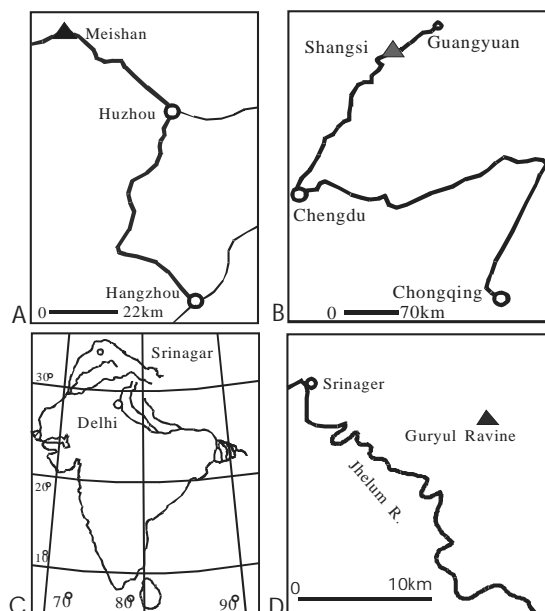 Meishan
Huzhou
Hangzhou
0 22km
A
Guangyuan
Shangsi
Chengdu
Chongqing
0 70km
B
Srinagar
30°
Delhi
20°
10°
70° 80° 90°
C
Srinager
Guryul Ravine
Jhelum R.
0 10km
D